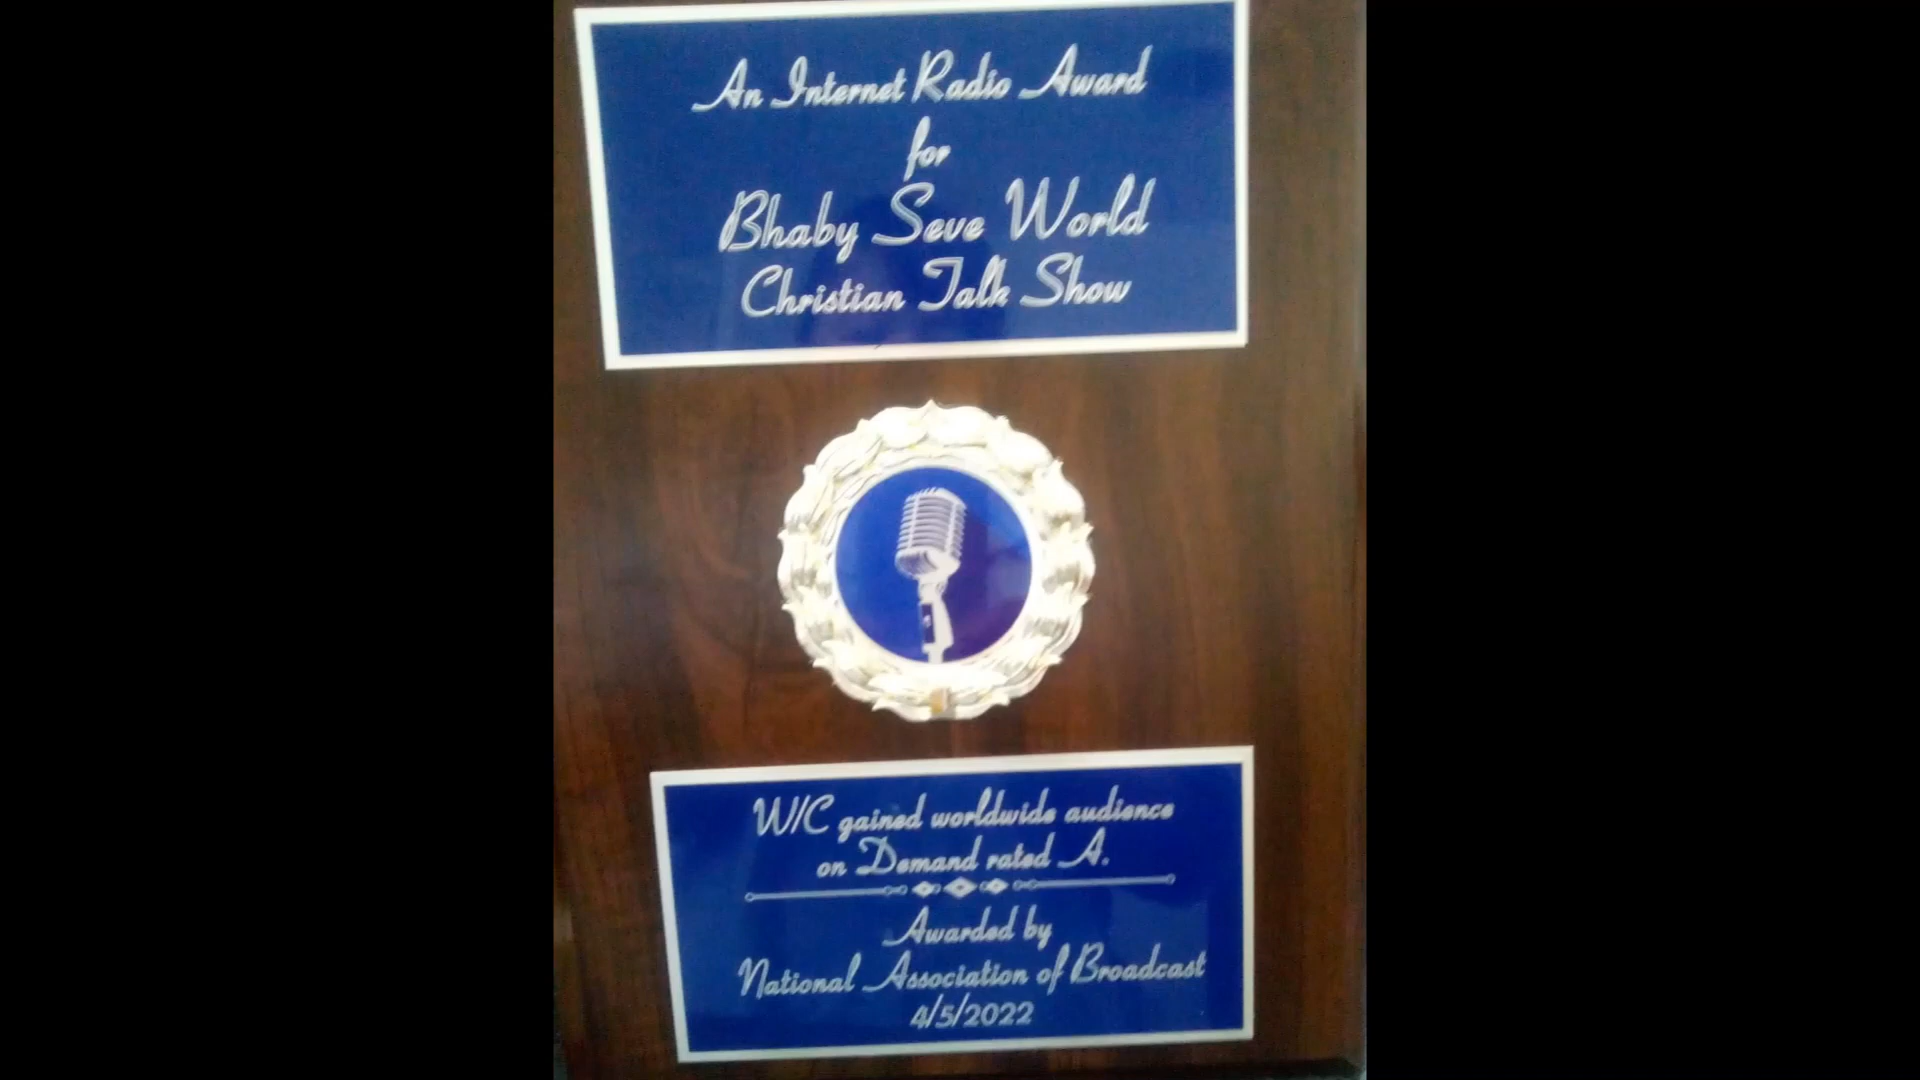 An Internet Radio Award
for
Bhaby Seve World
Christian Talk Show
W/C gained worldwide audience
on Demand rated A.
Awarded by
National Association of Broadcast
4/5/2022